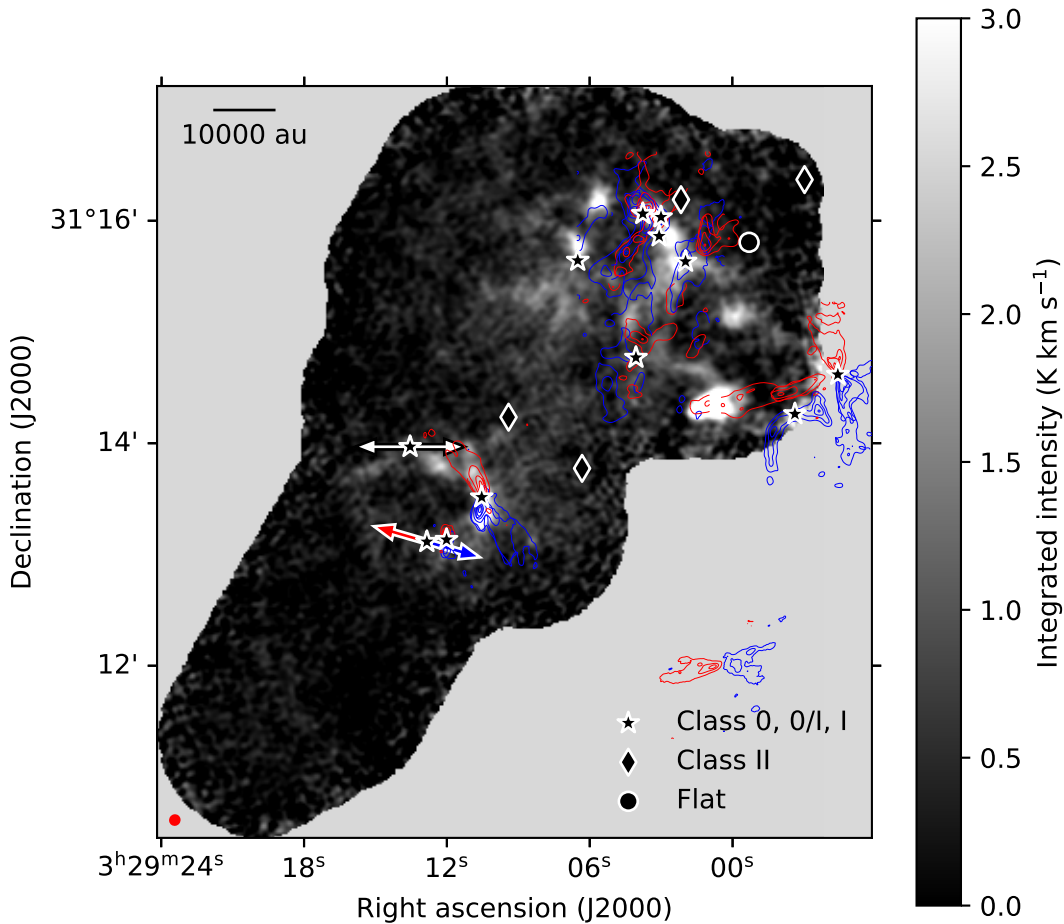 10000 au
31°16'
14'
12'
Declination (J2000)
Class 0, 0/I, I
Class II
Flat
3ʰ29ᵐ24ˢ
18ˢ
12ˢ
06ˢ
00ˢ
Right ascension (J2000)
3.0
2.5
2.0
1.5
1.0
0.5
0.0
Integrated intensity (K km s⁻¹)